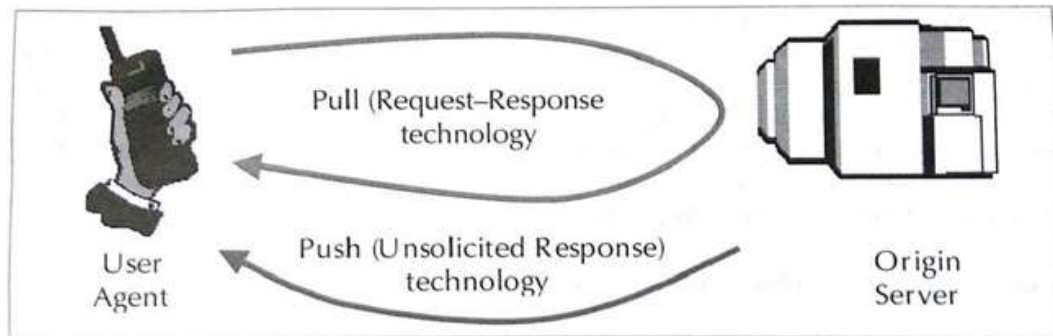 Pull (Request–Response
technology
Push (Unsolicited Response)
technology
User
Agent
Origin
Server